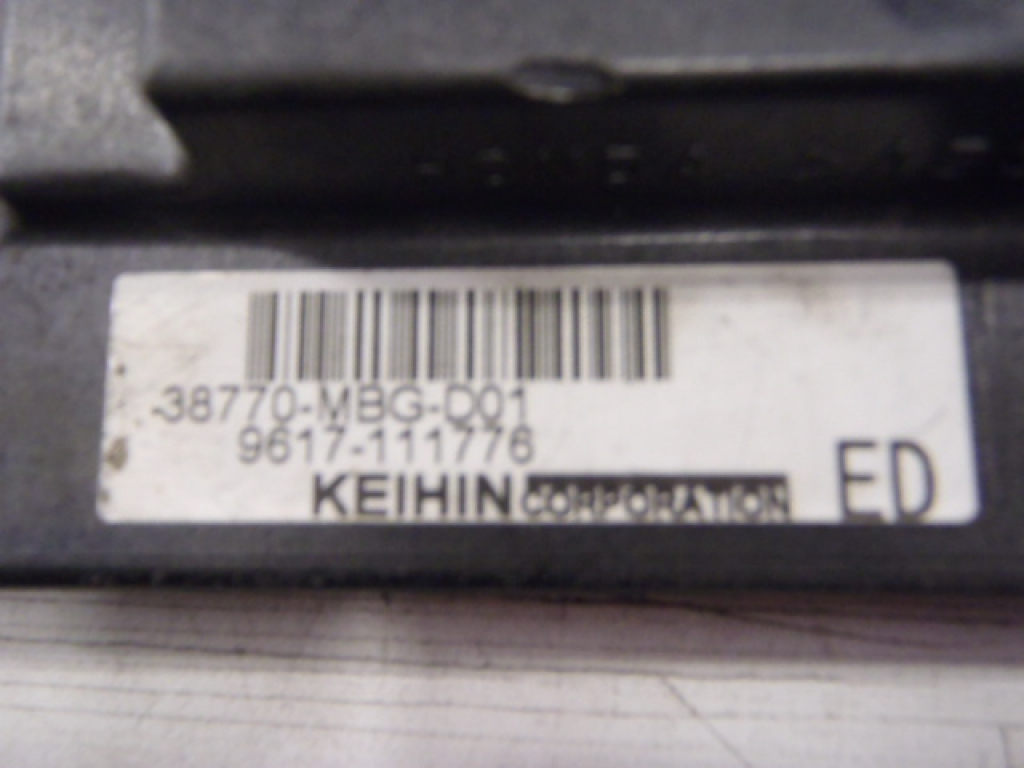 -38770-MBG-D01
9617-111776
KEIHIN CORPORATION
ED